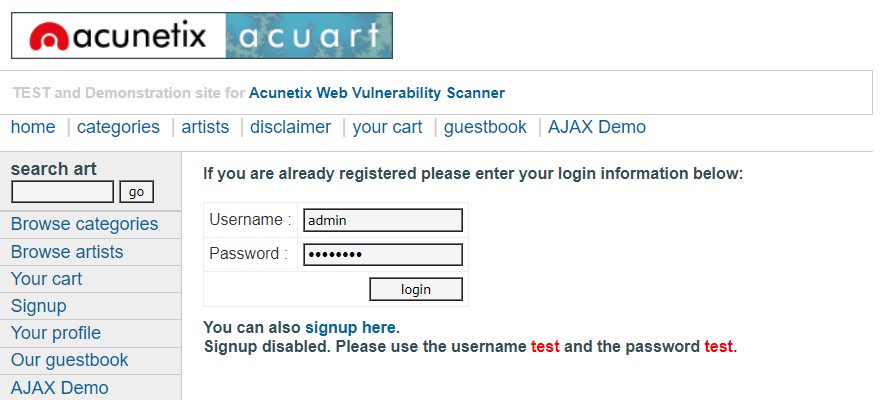 acunetix acuart
TEST and Demonstration site for Acunetix Web Vulnerability Scanner
home | categories | artists | disclaimer | your cart | guestbook | AJAX Demo
search art
go
Browse categories
Browse artists
Your cart
Signup
Your profile
Our guestbook
AJAX Demo
If you are already registered please enter your login information below:
Username : admin
Password : ••••••••
login
You can also signup here.
Signup disabled. Please use the username test and the password test.